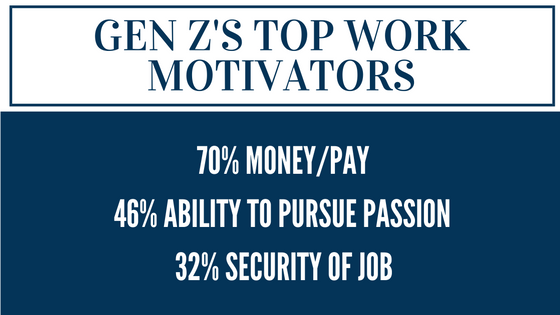 GEN Z'S TOP WORK
MOTIVATORS
70% MONEY/PAY
46% ABILITY TO PURSUE PASSION
32% SECURITY OF JOB